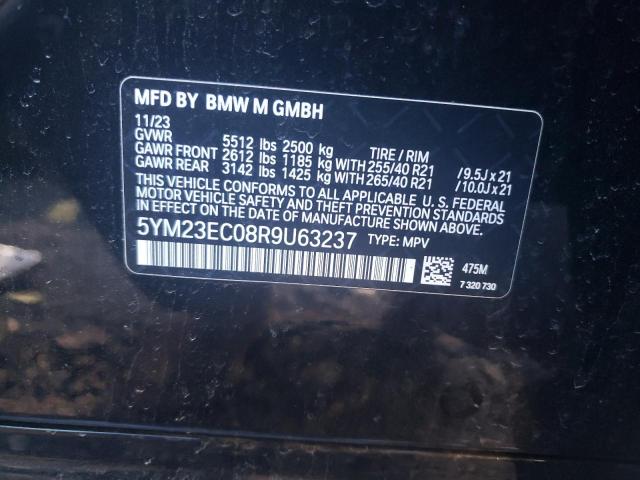 MFD BY BMW M GMBH
11/23
GVWR 5512 lbs 2500 kg TIRE / RIM
GAWR FRONT 2612 lbs 1185 kg WITH 255/40 R21 /9.5J x 21
GAWR REAR 3142 lbs 1425 kg WITH 265/40 R21 /10.0J x 21
THIS VEHICLE CONFORMS TO ALL APPLICABLE U. S. FEDERAL
MOTOR VEHICLE SAFETY AND THEFT PREVENTION STANDARDS
IN EFFECT ON THE DATE OF MANUFACTURE SHOWN ABOVE.
5YM23EC08R9U63237 TYPE: MPV
475M
7 320 730